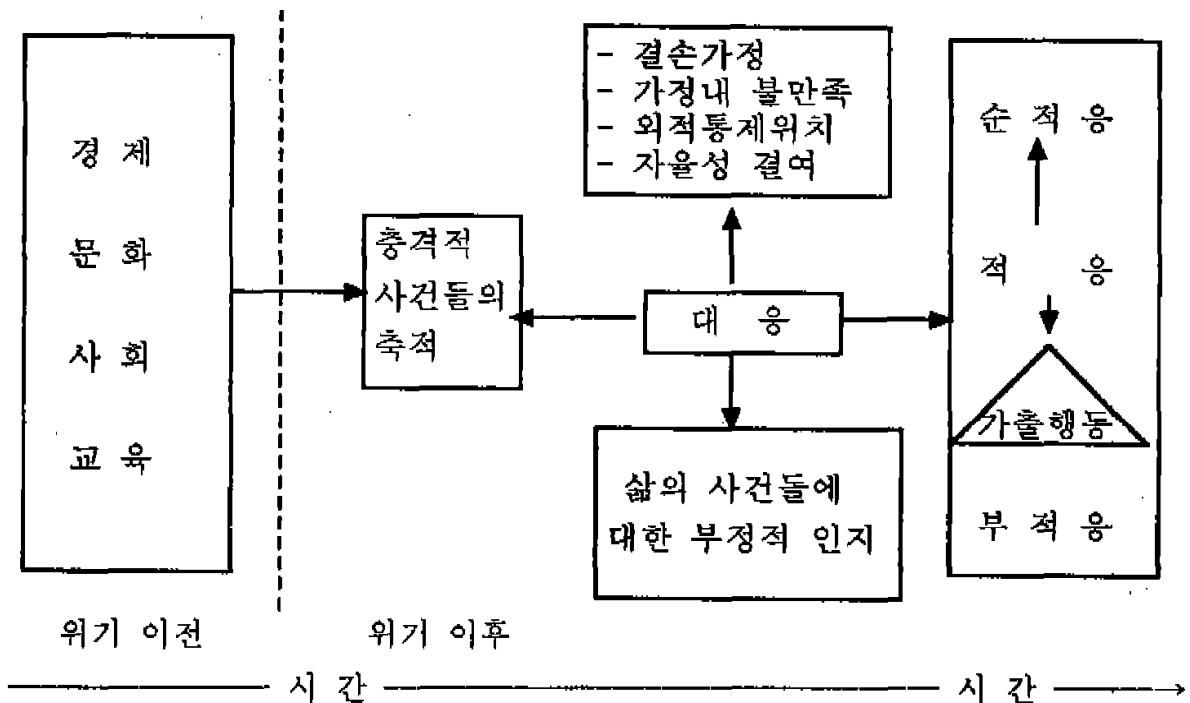 경 제
문 화
사 회
교 육
충격적
사건들의
축적
- 결손가정
- 가정내 불만족
- 외적통제위치
- 자율성 결여
대 응
삶의 사건들에
대한 부정적 인지
순 적 응
적 응
가출행동
부 적 응
위기 이전
위기 이후
시 간
시 간